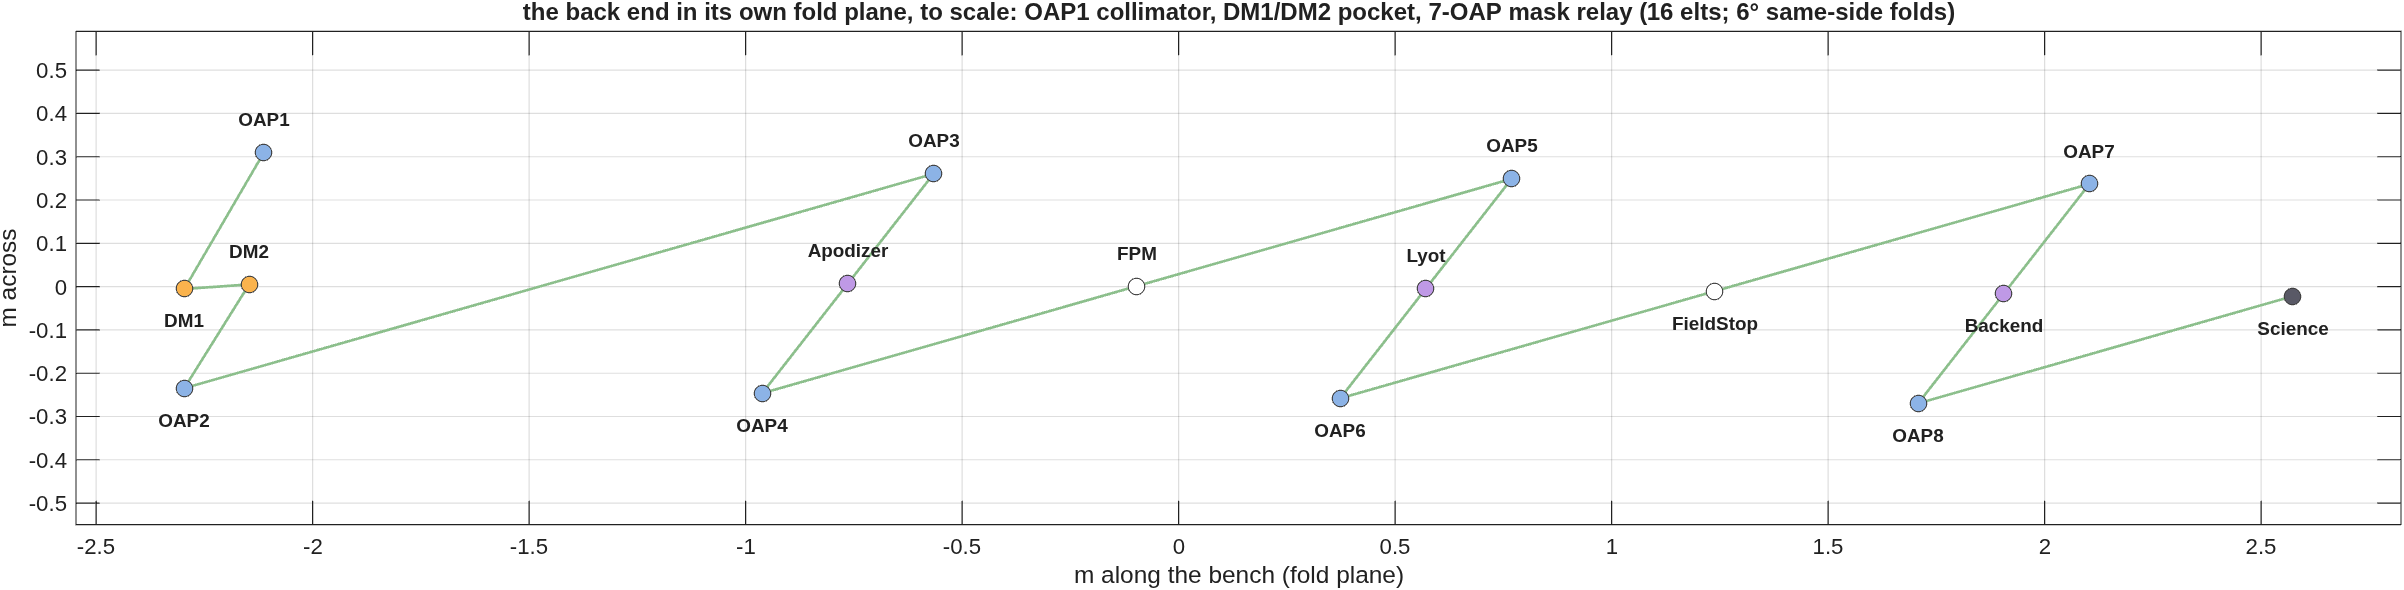 the back end in its own fold plane, to scale: OAP1 collimator, DM1/DM2 pocket, 7-OAP mask relay (16 elts; 6° same-side folds)
0.5
0.4
0.3
0.2
0.1
0
-0.1
-0.2
-0.3
-0.4
-0.5
m across
OAP1
DM2
DM1
OAP2
OAP3
Apodizer
OAP4
FPM
OAP5
Lyot
OAP6
FieldStop
OAP7
Backend
OAP8
Science
-2.5
-2
-1.5
-1
-0.5
0
0.5
1
1.5
2
2.5
m along the bench (fold plane)